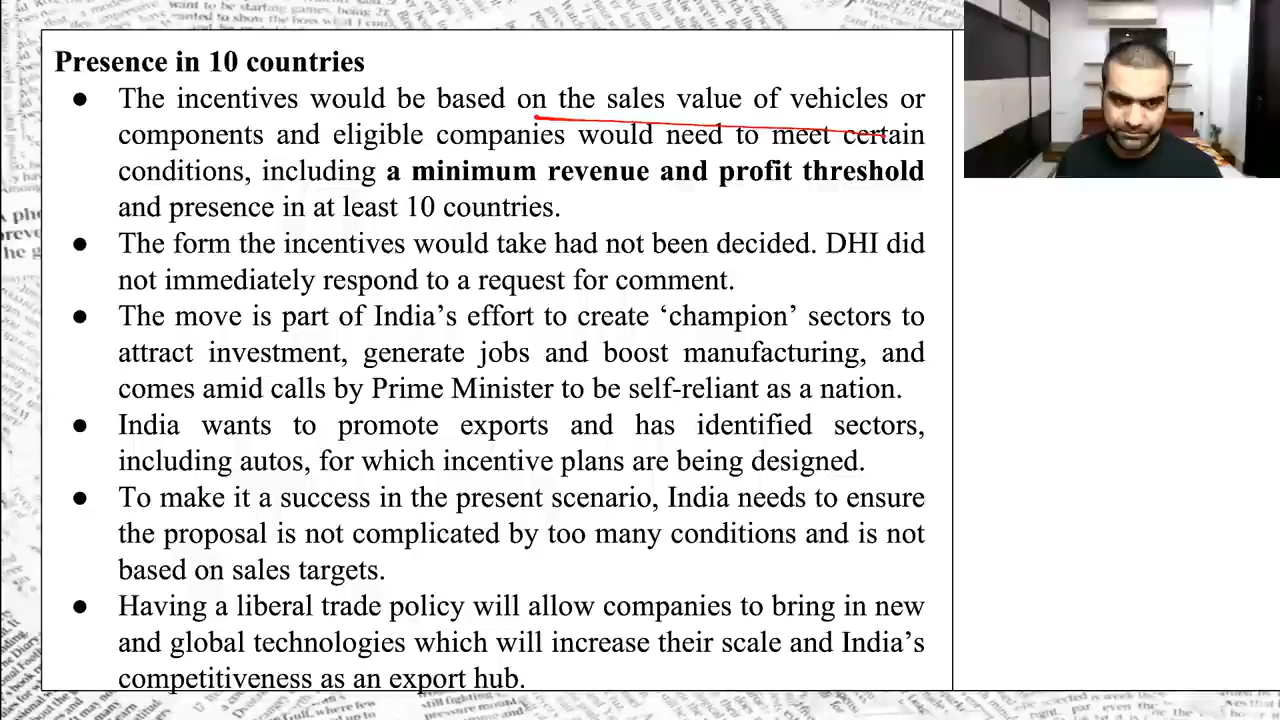 Presence in 10 countries
● The incentives would be based on the sales value of vehicles or
components and eligible companies would need to meet certain
conditions, including a minimum revenue and profit threshold
and presence in at least 10 countries.
● The form the incentives would take had not been decided. DHI did
not immediately respond to a request for comment.
● The move is part of India's effort to create ‘champion’ sectors to
attract investment, generate jobs and boost manufacturing, and
comes amid calls by Prime Minister to be self-reliant as a nation.
● India wants to promote exports and has identified sectors,
including autos, for which incentive plans are being designed.
● To make it a success in the present scenario, India needs to ensure
the proposal is not complicated by too many conditions and is not
based on sales targets.
● Having a liberal trade policy will allow companies to bring in new
and global technologies which will increase their scale and India's
competitiveness as an export hub.